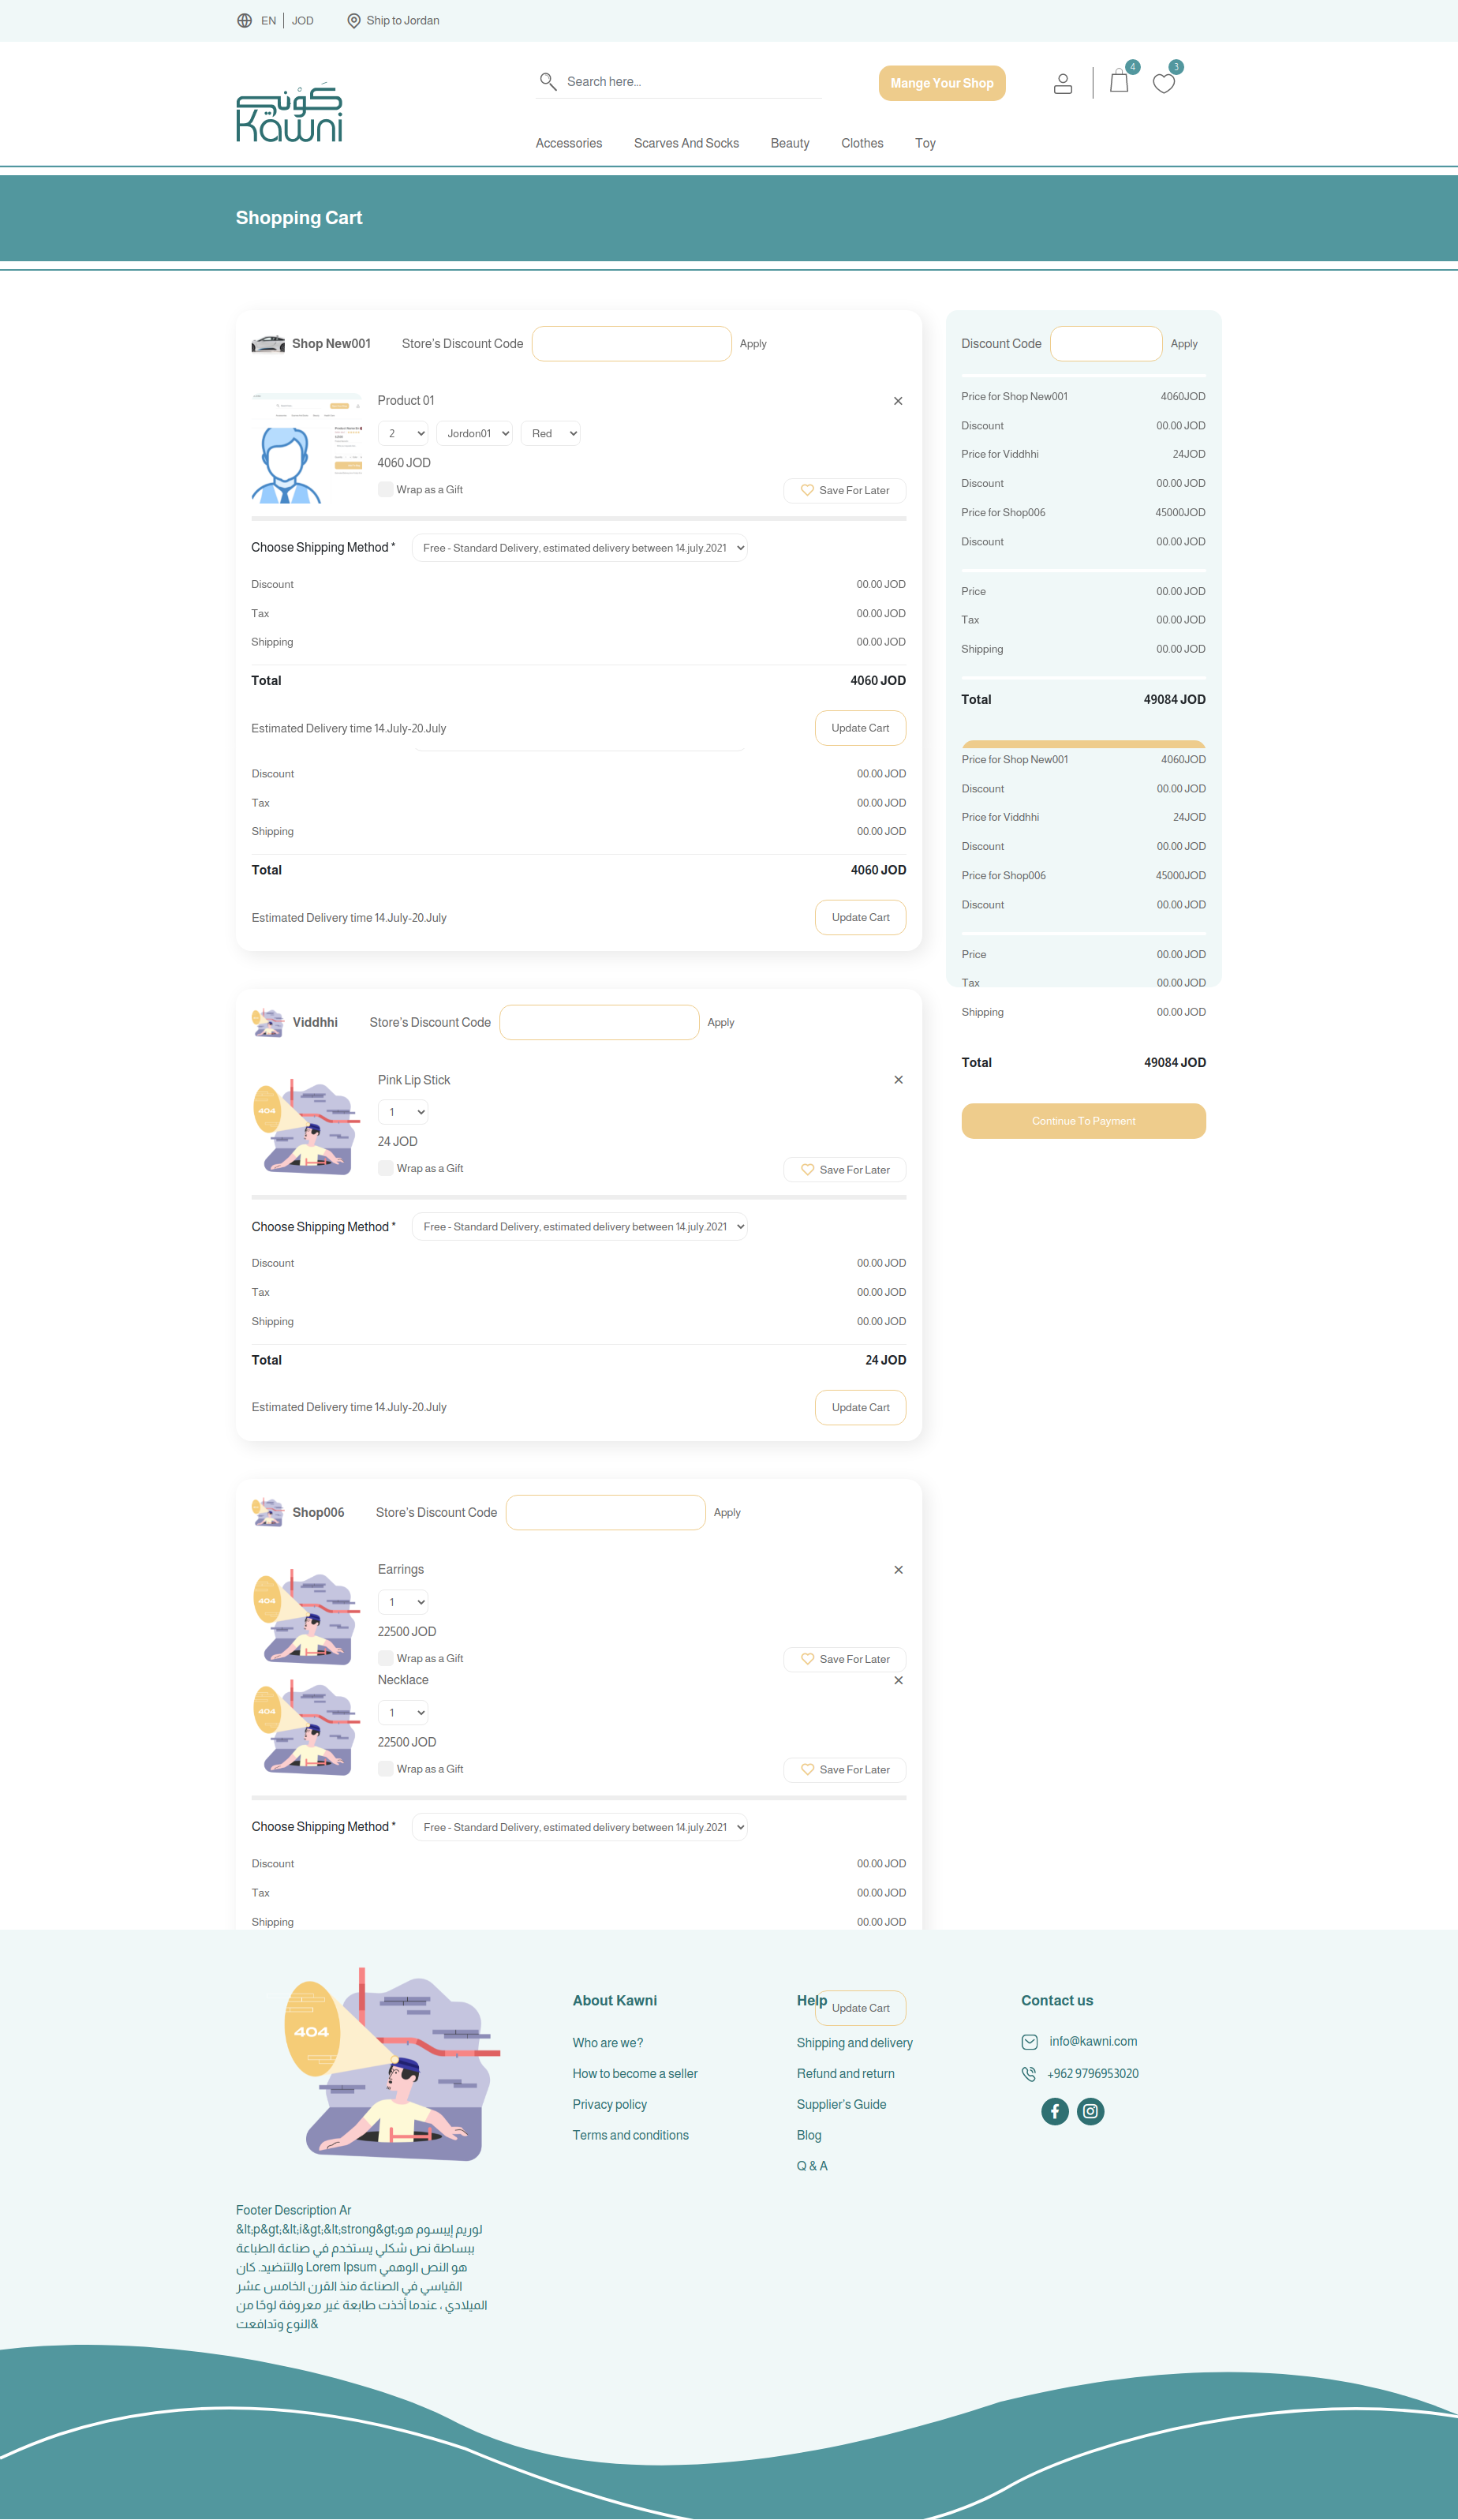 EN JOD Ship to Jordan
Search here...
Mange Your Shop
4
3
كَوْني
Kawni
Accessories Scarves And Socks Beauty Clothes Toy
Shopping Cart
Shop New001 Store's Discount Code Apply
Product 01
2 Jordon01 Red
4060 JOD
Wrap as a Gift Save For Later
Choose Shipping Method * Free - Standard Delivery, estimated delivery between 14.july.2021
Discount 00.00 JOD
Tax 00.00 JOD
Shipping 00.00 JOD
Total 4060 JOD
Estimated Delivery time 14.July-20.July Update Cart
Discount 00.00 JOD
Tax 00.00 JOD
Shipping 00.00 JOD
Total 4060 JOD
Estimated Delivery time 14.July-20.July Update Cart
Discount Code Apply
Price for Shop New001 4060JOD
Discount 00.00 JOD
Price for Viddhhi 24JOD
Discount 00.00 JOD
Price for Shop006 45000JOD
Discount 00.00 JOD
Price 00.00 JOD
Tax 00.00 JOD
Shipping 00.00 JOD
Total 49084 JOD
Price for Shop New001 4060JOD
Discount 00.00 JOD
Price for Viddhhi 24JOD
Discount 00.00 JOD
Price for Shop006 45000JOD
Discount 00.00 JOD
Price 00.00 JOD
Tax 00.00 JOD
Shipping 00.00 JOD
Total 49084 JOD
Continue To Payment
Viddhhi Store's Discount Code Apply
404
Pink Lip Stick
1
24 JOD
Wrap as a Gift Save For Later
Choose Shipping Method * Free - Standard Delivery, estimated delivery between 14.july.2021
Discount 00.00 JOD
Tax 00.00 JOD
Shipping 00.00 JOD
Total 24 JOD
Estimated Delivery time 14.July-20.July Update Cart
Shop006 Store's Discount Code Apply
404
Earrings
1
22500 JOD
Wrap as a Gift Save For Later
404
Necklace
1
22500 JOD
Wrap as a Gift Save For Later
Choose Shipping Method * Free - Standard Delivery, estimated delivery between 14.july.2021
Discount 00.00 JOD
Tax 00.00 JOD
Shipping 00.00 JOD
Update Cart
404
About Kawni
Who are we?
How to become a seller
Privacy policy
Terms and conditions
Help
Shipping and delivery
Refund and return
Supplier's Guide
Blog
Q & A
Contact us
info@kawni.com
+962 9796953020
Footer Description Ar
&lt;p&gt;&lt;i&gt;&lt;strong&gt;لوريم إيبسوم هو
ببساطة نص شكلي يستخدم في صناعة الطباعة
والتنضيد. كان Lorem Ipsum هو النص الوهمي
القياسي في الصناعة منذ القرن الخامس عشر
الميلادي ، عندما أخذت طابعة غير معروفة لوحًا من
النوع وتدافعت&